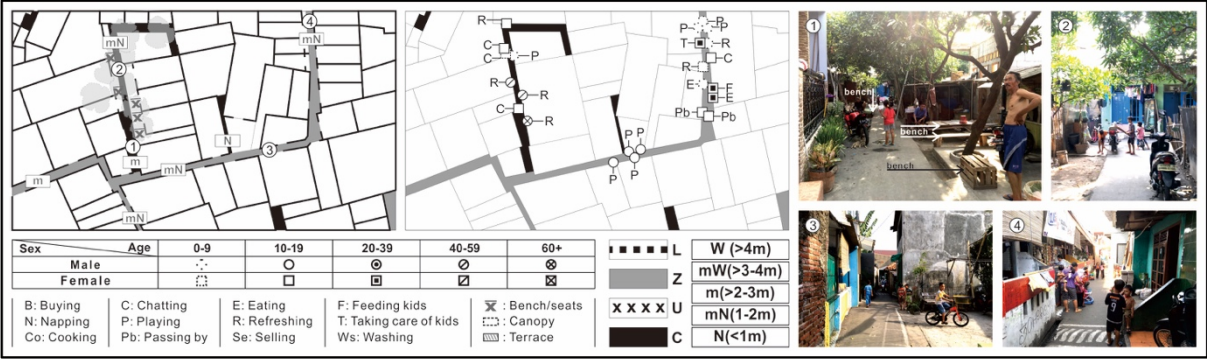 mN
4
2
1
m
N
3
mN
m
mN
R
C
C
P
R
R
C
R
P
P
T
R
R
E
F
E
Pb
Pb
P
P
P
P
1
bench
bench
bench
2
3
4
Sex Age 0-9 10-19 20-39 40-59 60+
Male
Female
B: Buying C: Chatting E: Eating F: Feeding kids : Bench/seats
N: Napping P: Playing R: Refreshing T: Taking care of kids : Canopy
Co: Cooking Pb: Passing by Se: Selling Ws: Washing : Terrace
L W (>4m)
Z mW(>3-4m)
U m(>2-3m)
mN(1-2m)
C N(<1m)